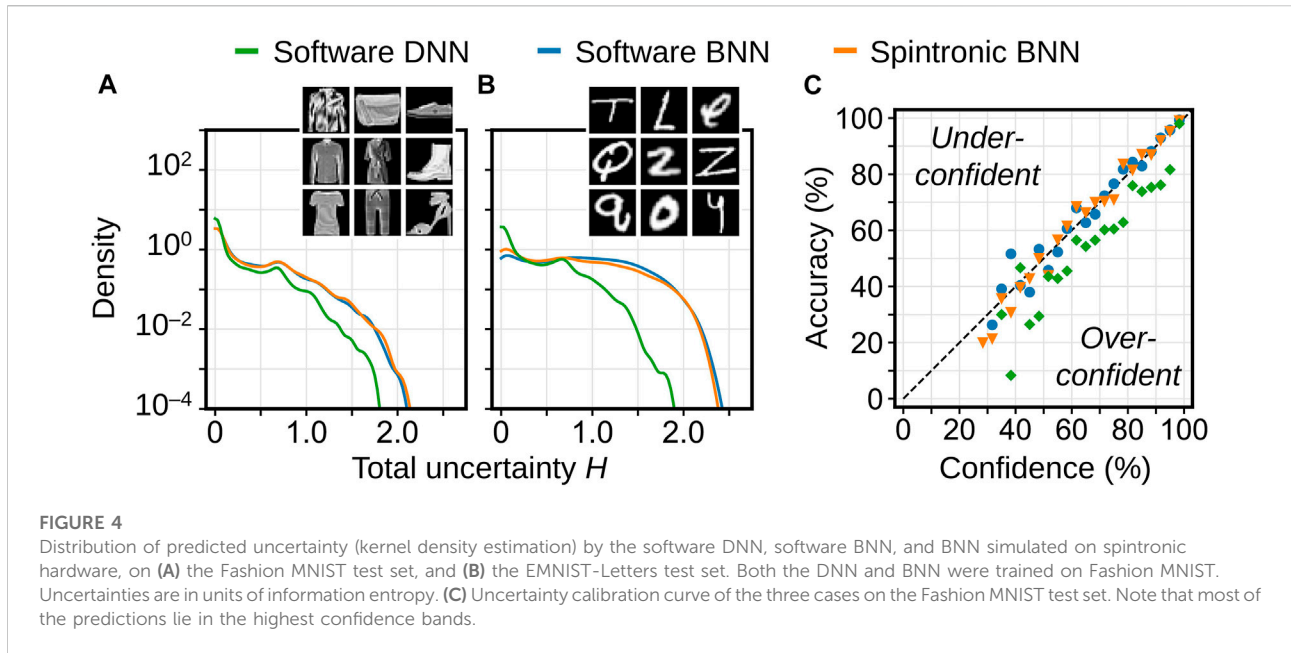 Software DNN Software BNN Spintronic BNN
A B C
T L e
Q 2 Z
q o y
Density
10² 10⁰ 10⁻² 10⁻⁴
0 1.0 2.0 0 1.0 2.0
Total uncertainty H
Accuracy (%)
100
80
60
40
20
0
Under-
confident
Over-
confident
0 20 40 60 80 100
Confidence (%)
FIGURE 4
Distribution of predicted uncertainty (kernel density estimation) by the software DNN, software BNN, and BNN simulated on spintronic
hardware, on (A) the Fashion MNIST test set, and (B) the EMNIST-Letters test set. Both the DNN and BNN were trained on Fashion MNIST.
Uncertainties are in units of information entropy. (C) Uncertainty calibration curve of the three cases on the Fashion MNIST test set. Note that most of
the predictions lie in the highest confidence bands.